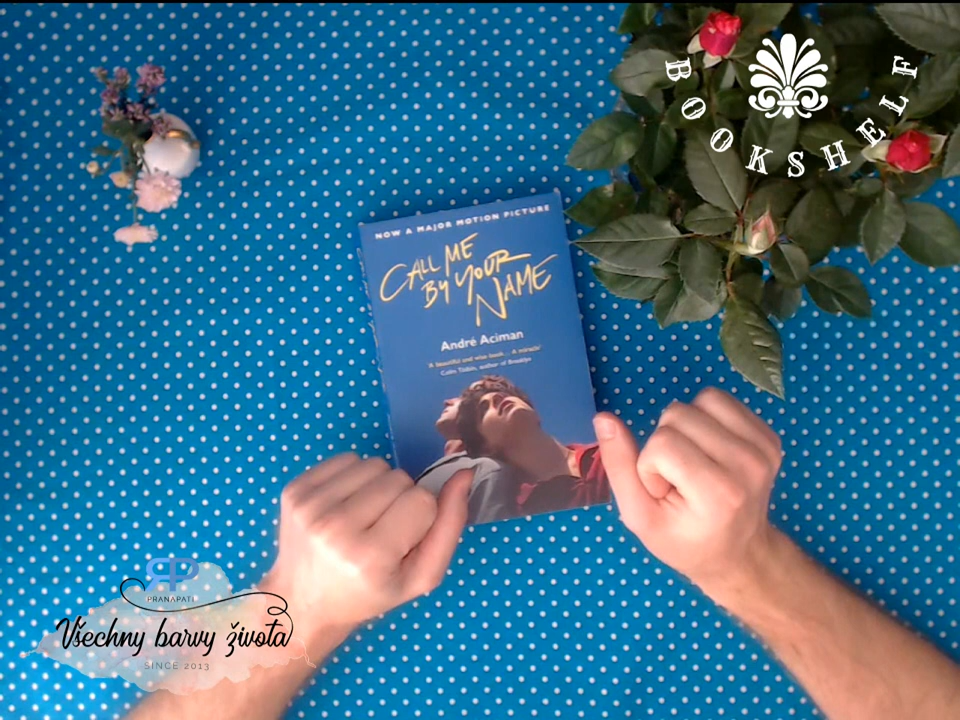 BOOKSHELF
NOW A MAJOR MOTION PICTURE
CALL ME
BY YOUR
NAME
André Aciman
'A beautiful and wise book... A miracle'
Colm Tóibín, author of Brooklyn
RP
PRANAPATI
Všechny barvy života
SINCE 2013